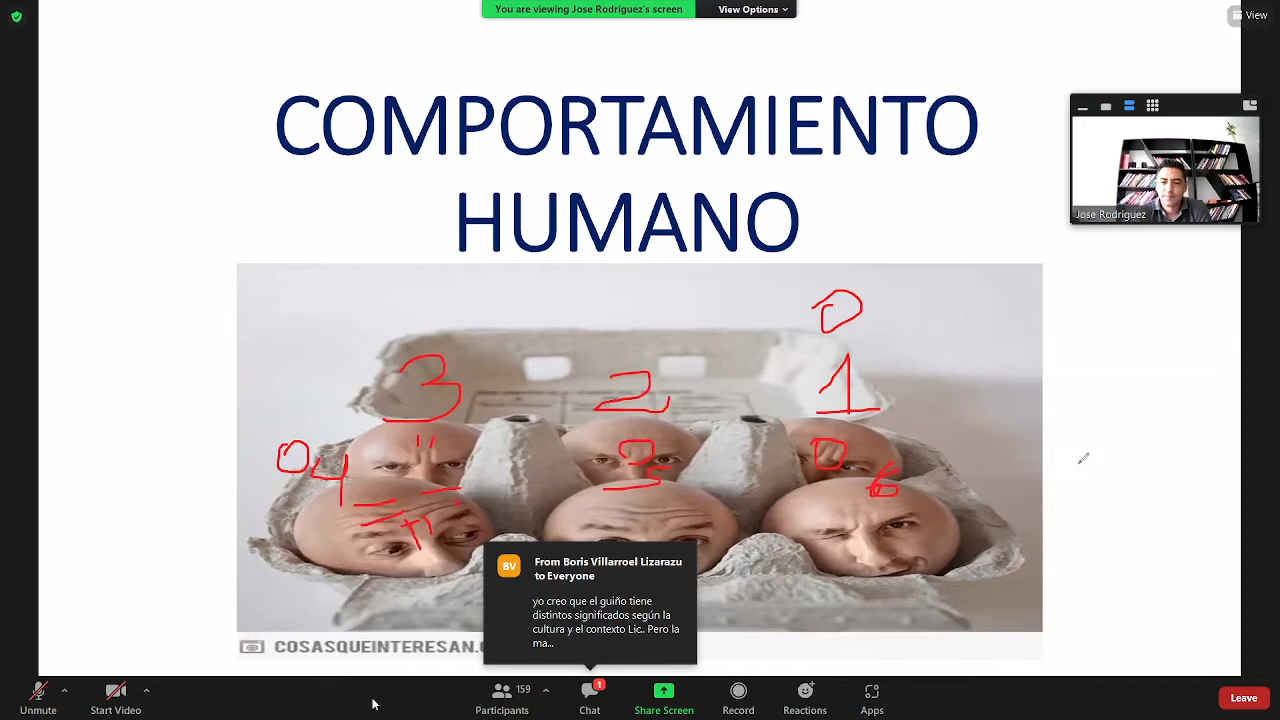 You are viewing Jose Rodriguez's screen
View Options
View
COMPORTAMIENTO
HUMANO
Jose Rodriguez
0
3 2 1
0 4 5 6
0
BV
From Boris Villarroel Lizarazu
to Everyone
yo creo que el guiño tiene
distintos significados según la
cultura y el contexto Lic.. Pero la
ma...
COSASQUEINTERESAN.
Unmute
Start Video
159
Participants
1
Chat
Share Screen
Record
Reactions
Apps
Leave